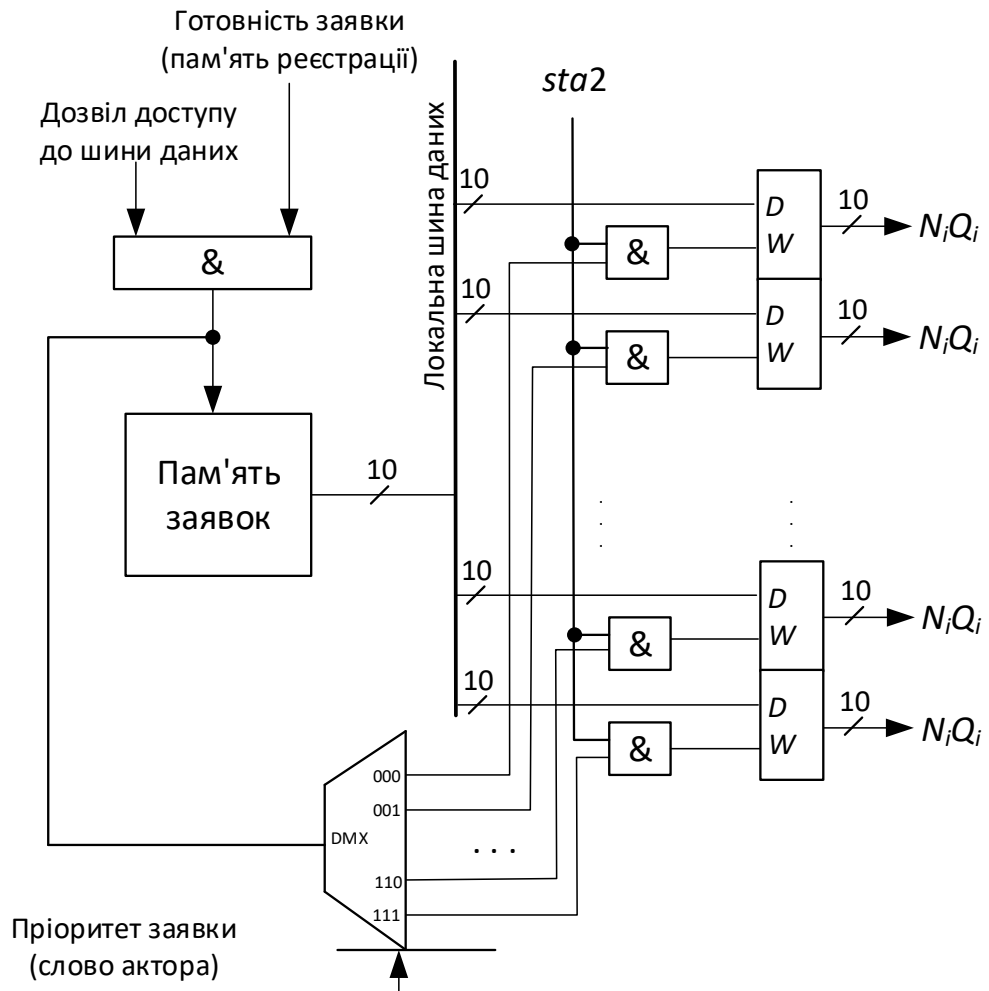 Готовність заявки
(пам'ять реєстрації)
Дозвіл доступу
до шини даних
&
Локальна шина даних
sta2
10
D
W
10
NiQi
&
10
D
W
10
NiQi
&
Пам'ять
заявок
10
. . .
. . .
10
D
W
10
NiQi
&
10
D
W
10
NiQi
&
DMX
000
001
. . .
110
111
Пріоритет заявки
(слово актора)